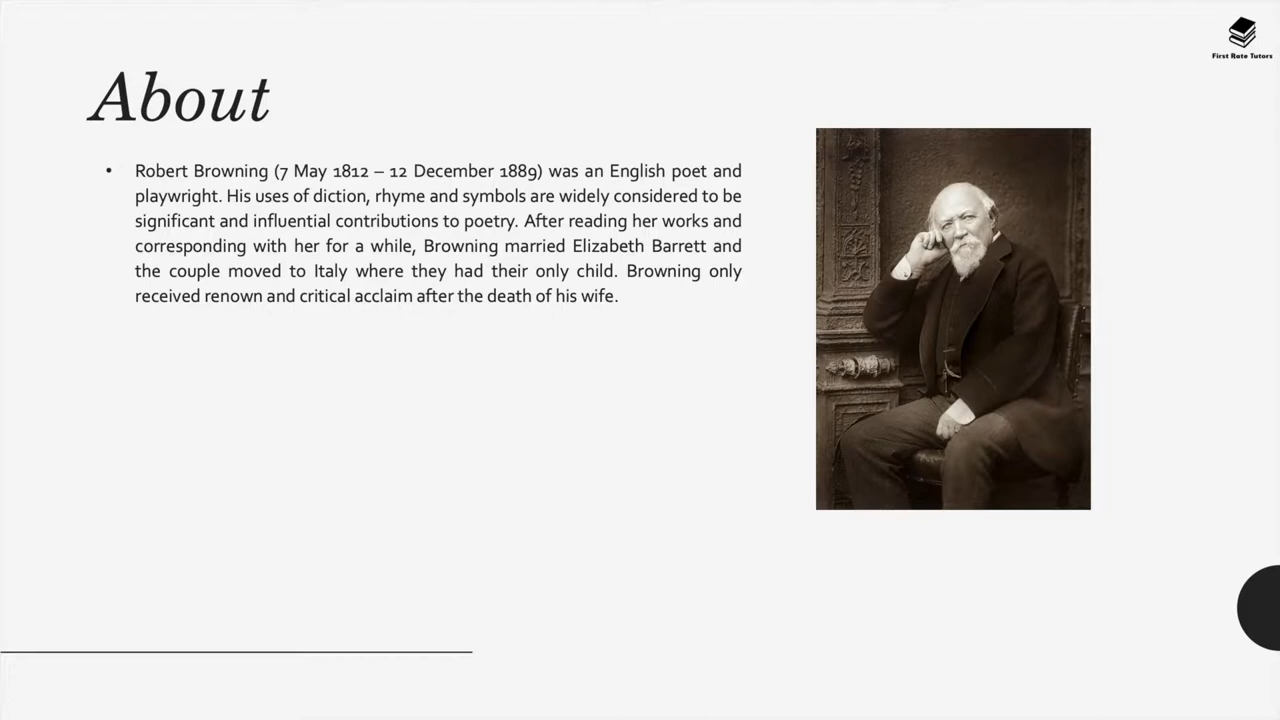 First Rate Tutors
About
• Robert Browning (7 May 1812 – 12 December 1889) was an English poet and
playwright. His uses of diction, rhyme and symbols are widely considered to be
significant and influential contributions to poetry. After reading her works and
corresponding with her for a while, Browning married Elizabeth Barrett and
the couple moved to Italy where they had their only child. Browning only
received renown and critical acclaim after the death of his wife.